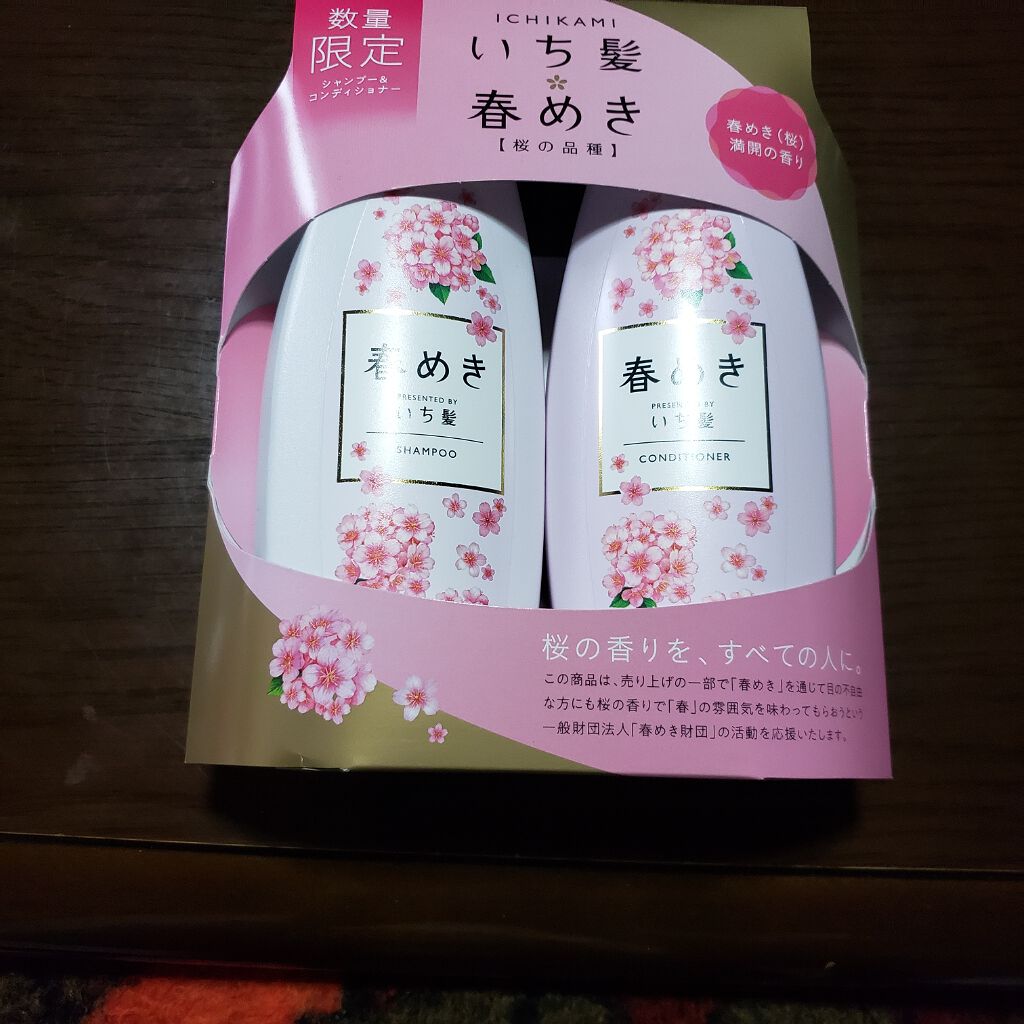 数量
限定
シャンプー&
コンディショナー
ICHIKAMI
いち髪
春めき
【桜の品種】
春めき(桜)
満開の香り
春めき
PRESENTED BY
いち髪
SHAMPOO
春めき
PRESENTED BY
いち髪
CONDITIONER
桜の香りを、すべての人に。
この商品は、売り上げの一部で「春めき」を通じて目の不自由
な方にも桜の香りで「春」の雰囲気を味わってもらおうという
一般財団法人「春めき財団」の活動を応援いたします。